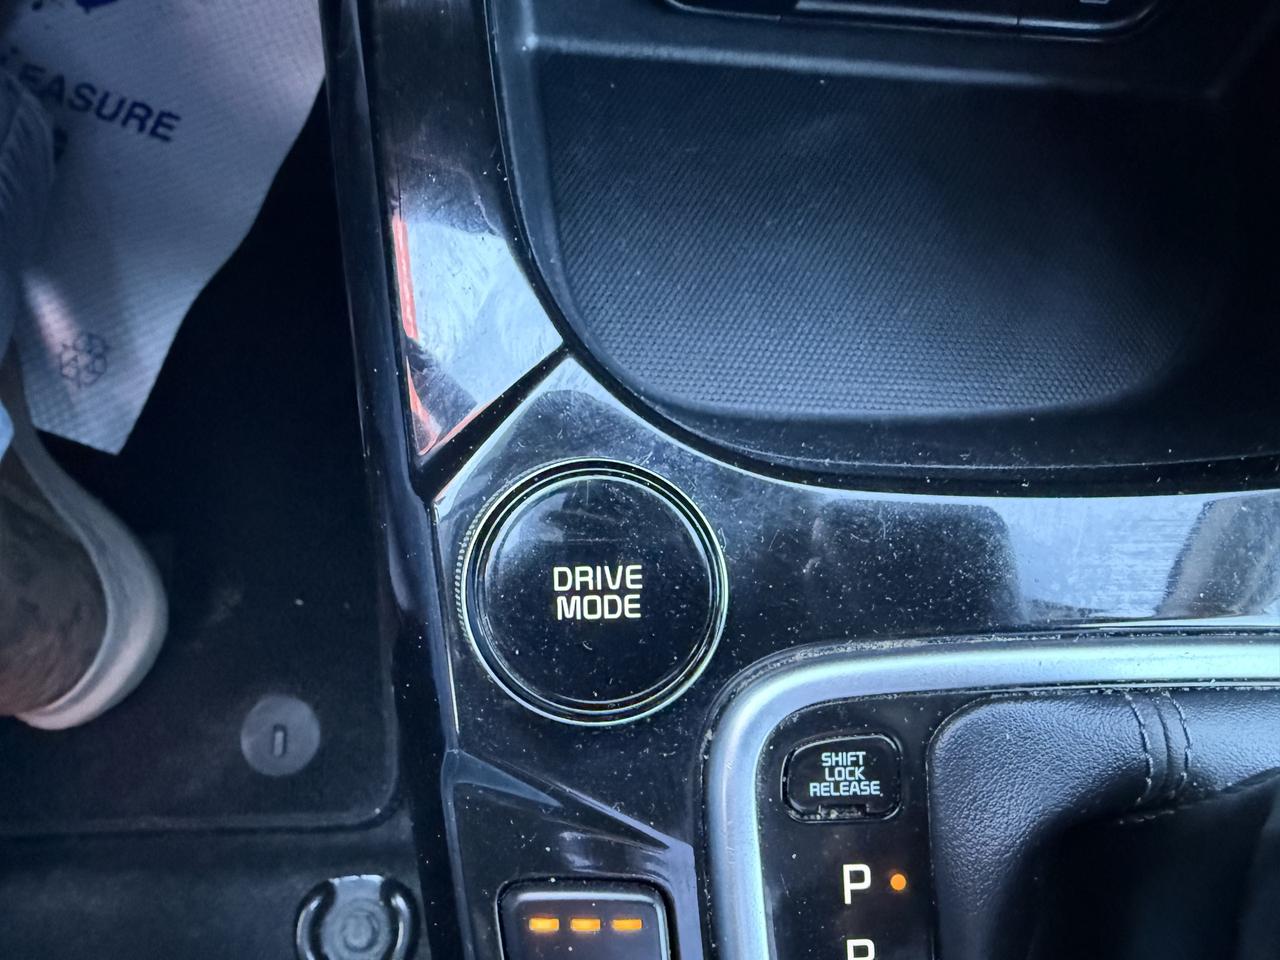 EASURE
DRIVE
MODE
SHIFT
LOCK
RELEASE
P